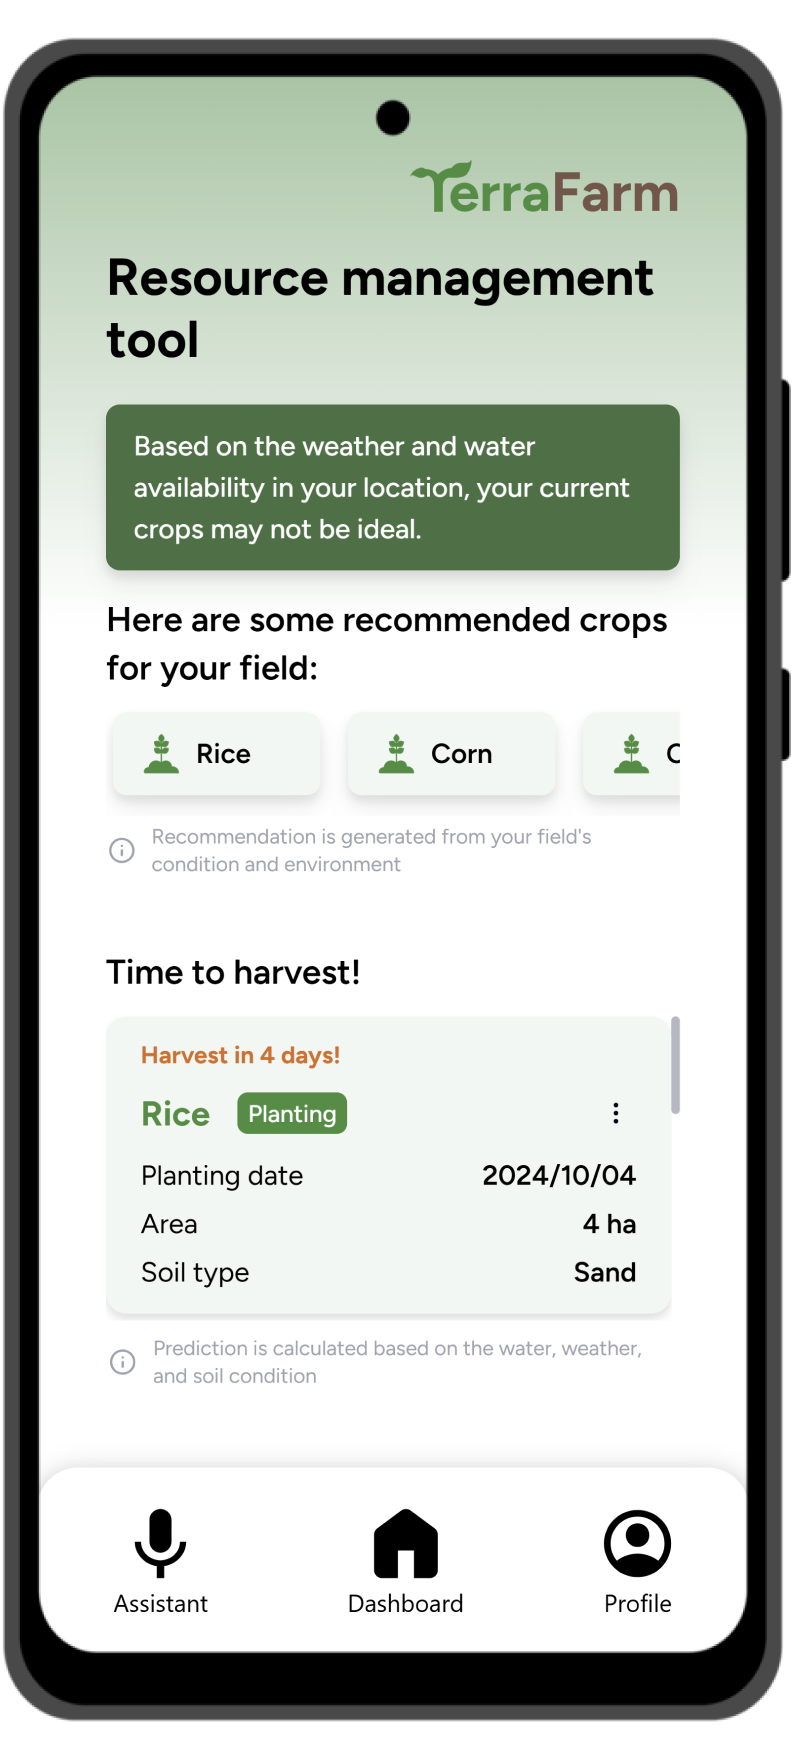 TerraFarm
Resource management
tool
Based on the weather and water
availability in your location, your current
crops may not be ideal.
Here are some recommended crops
for your field:
Rice
Corn
Recommendation is generated from your field's
condition and environment
Time to harvest!
Harvest in 4 days!
Rice Planting
Planting date 2024/10/04
Area 4 ha
Soil type Sand
Prediction is calculated based on the water, weather,
and soil condition
Assistant Dashboard Profile